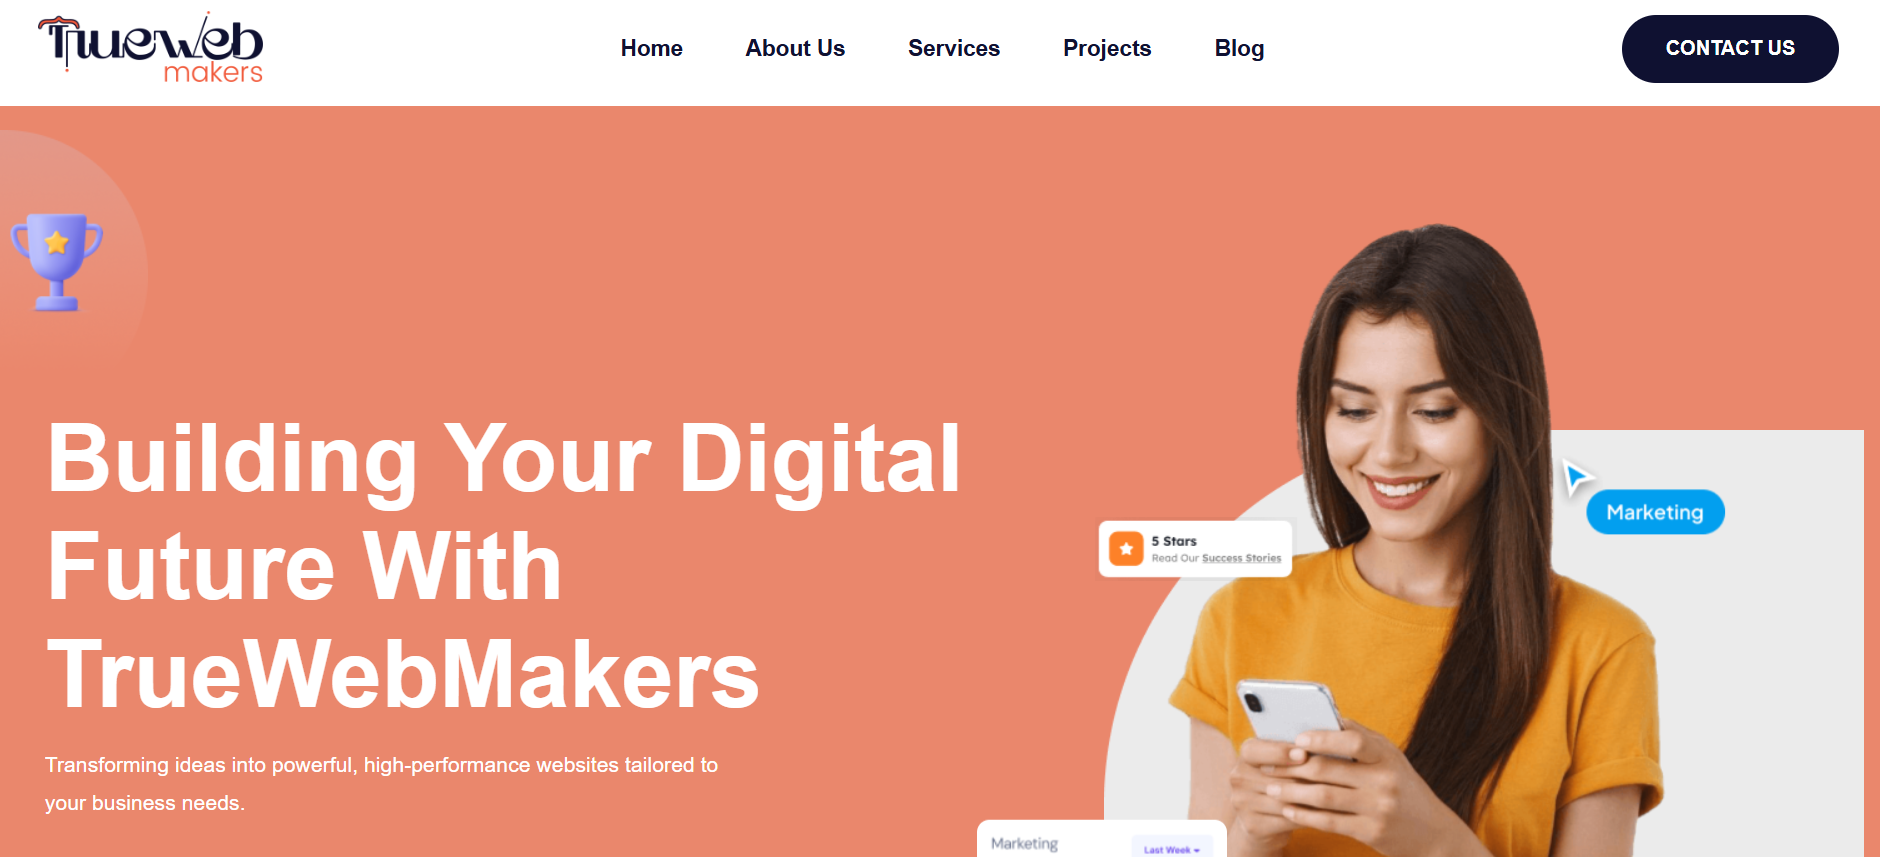 Trueweb
makers
Home
About Us
Services
Projects
Blog
CONTACT US
Building Your Digital
Future With
TrueWebMakers
Transforming ideas into powerful, high-performance websites tailored to
your business needs.
5 Stars
Read Our Success Stories
Marketing
Marketing
Last Week